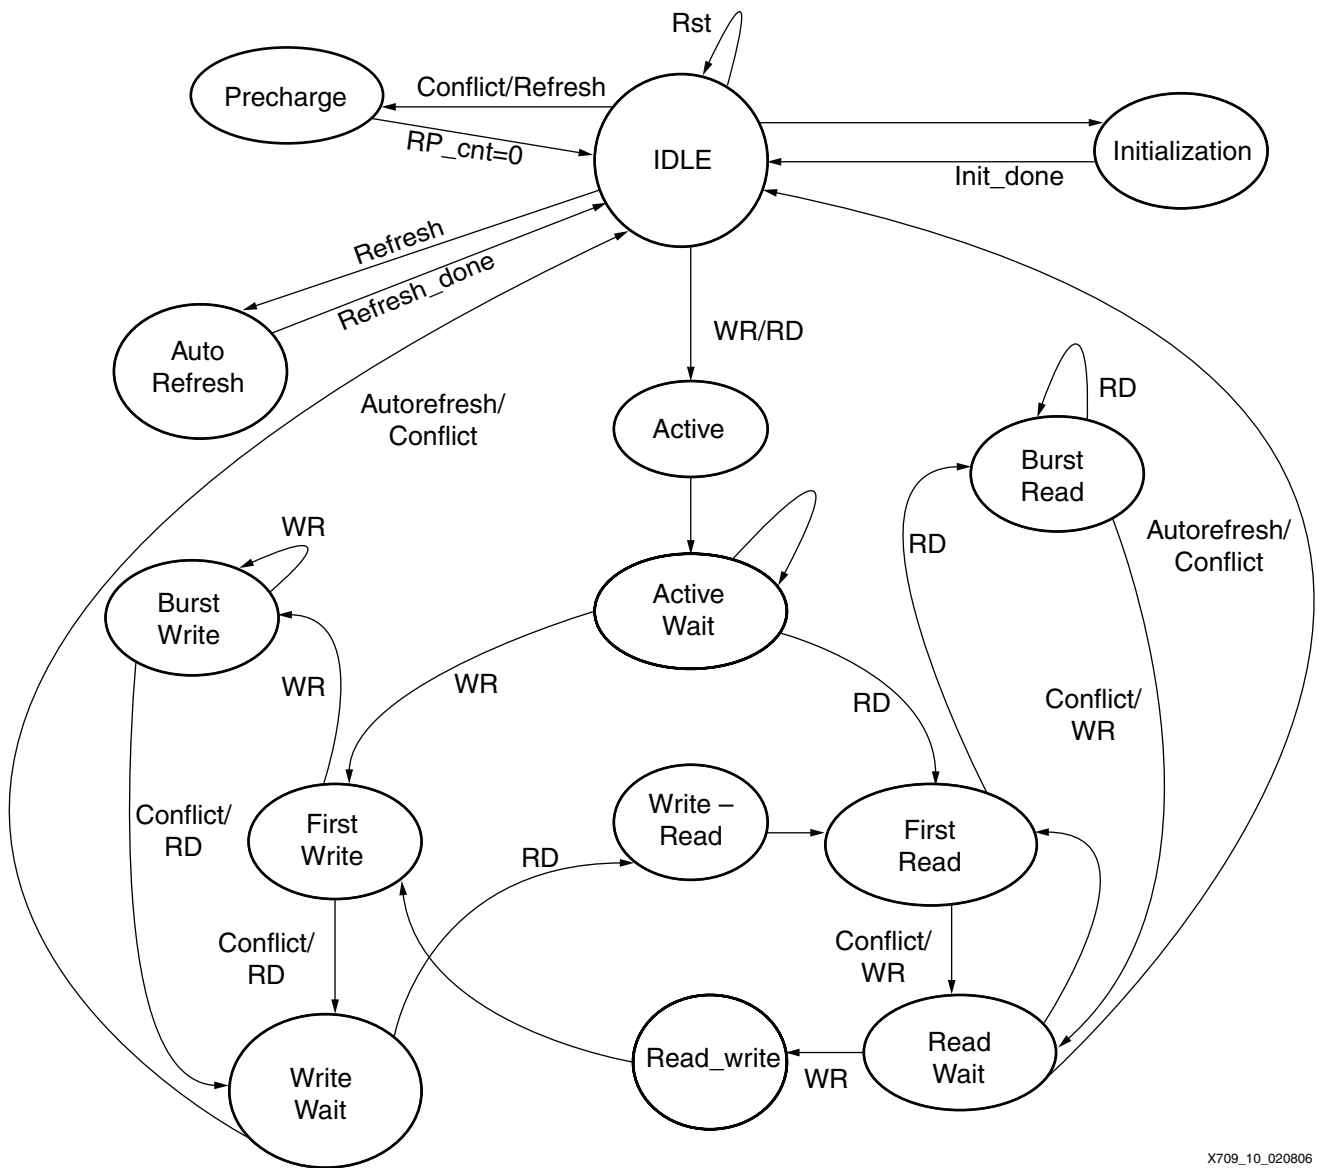 Rst
Precharge
Conflict/Refresh
RP_cnt=0
IDLE
Initialization
Init_done
Refresh
Refresh_done
Auto
Refresh
WR/RD
Autorefresh/
Conflict
Active
RD
Burst
Read
WR
RD
Autorefresh/
Conflict
Burst
Write
Active
Wait
WR
WR
RD
Conflict/
WR
Conflict/
RD
First
Write
Write –
Read
First
Read
RD
Conflict/
RD
Conflict/
WR
Write
Wait
Read_write
WR
Read
Wait
X709_10_020806